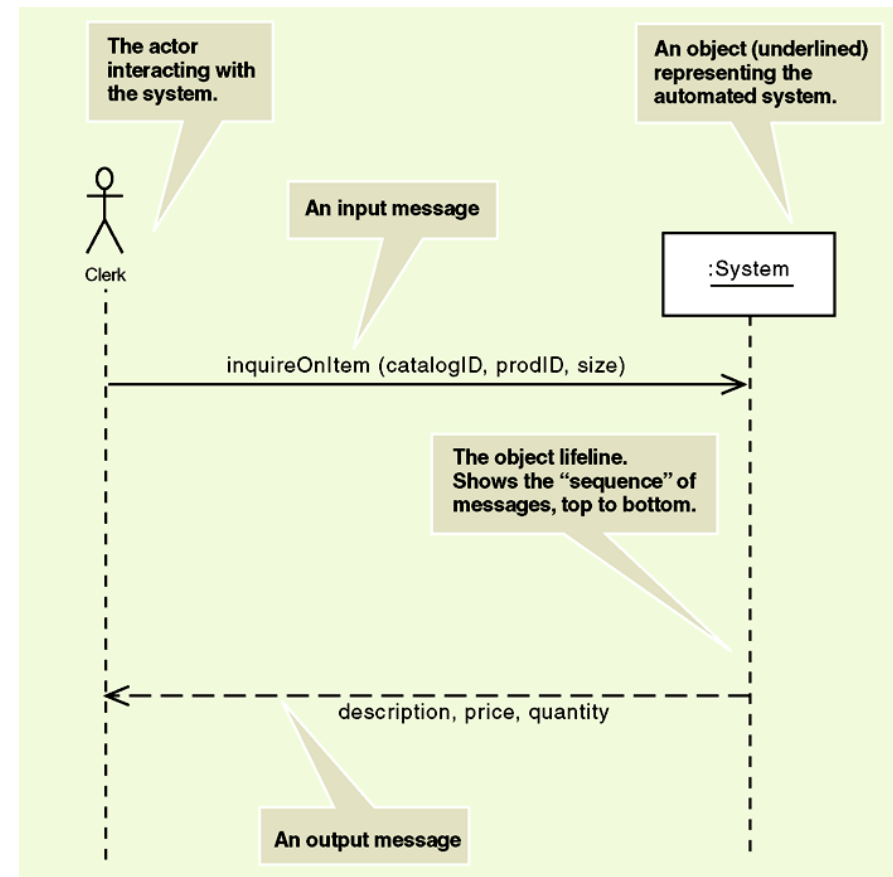 The actor
interacting with
the system.
An object (underlined)
representing the
automated system.
An input message
Clerk
:System
inquireOnItem (catalogID, prodID, size)
The object lifeline.
Shows the “sequence” of
messages, top to bottom.
description, price, quantity
An output message